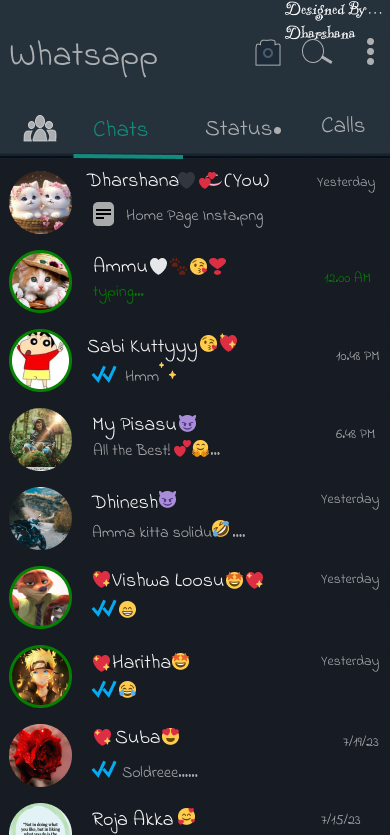 Designed By...
Dharshana
Whatsapp
Chats
Status
Calls
Dharshana🖤💞(You)
Yesterday
Home Page Insta.png
Ammu🤍🐾😘❣️
12:00 AM
typing...
Sabi Kuttyyy😘💖
10:48 PM
Hmm✨
My Pisasu😈
6:48 PM
All the Best!💕🤗...
Dhinesh😈
Yesterday
Amma kitta solidu🤣....
💖Vishwa Loosu🤩💖
Yesterday
😁
💖Haritha🤩
Yesterday
😂
💖Suba😍
7/19/23
Soldreee......
Roja Akka 🥰
7/15/23